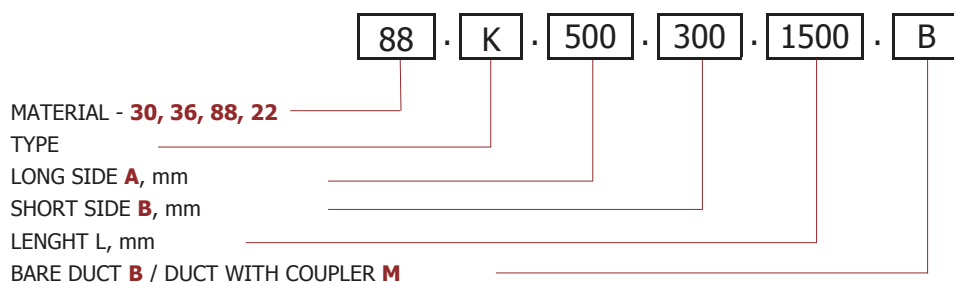 88 . K . 500 . 300 . 1500 . B
MATERIAL - 30, 36, 88, 22
TYPE
LONG SIDE A, mm
SHORT SIDE B, mm
LENGHT L, mm
BARE DUCT B / DUCT WITH COUPLER M